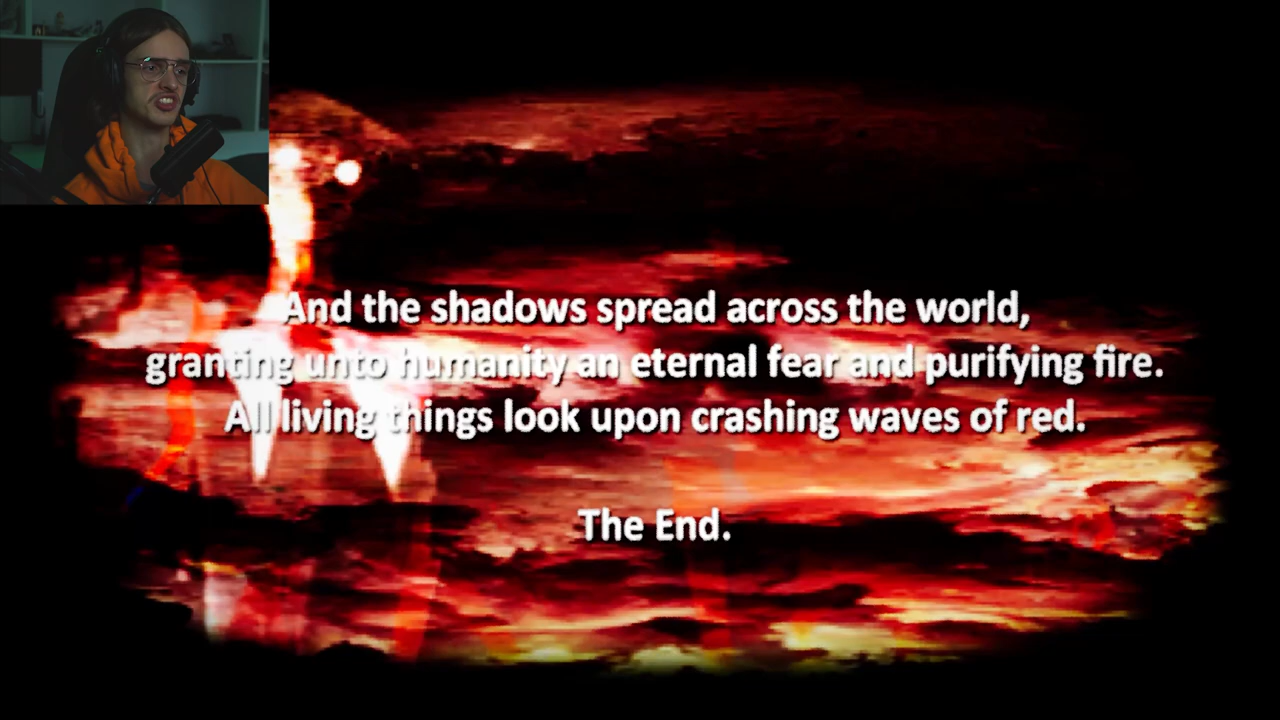 And the shadows spread across the world,
granting unto humanity an eternal fear and purifying fire.
All living things look upon crashing waves of red.
The End.